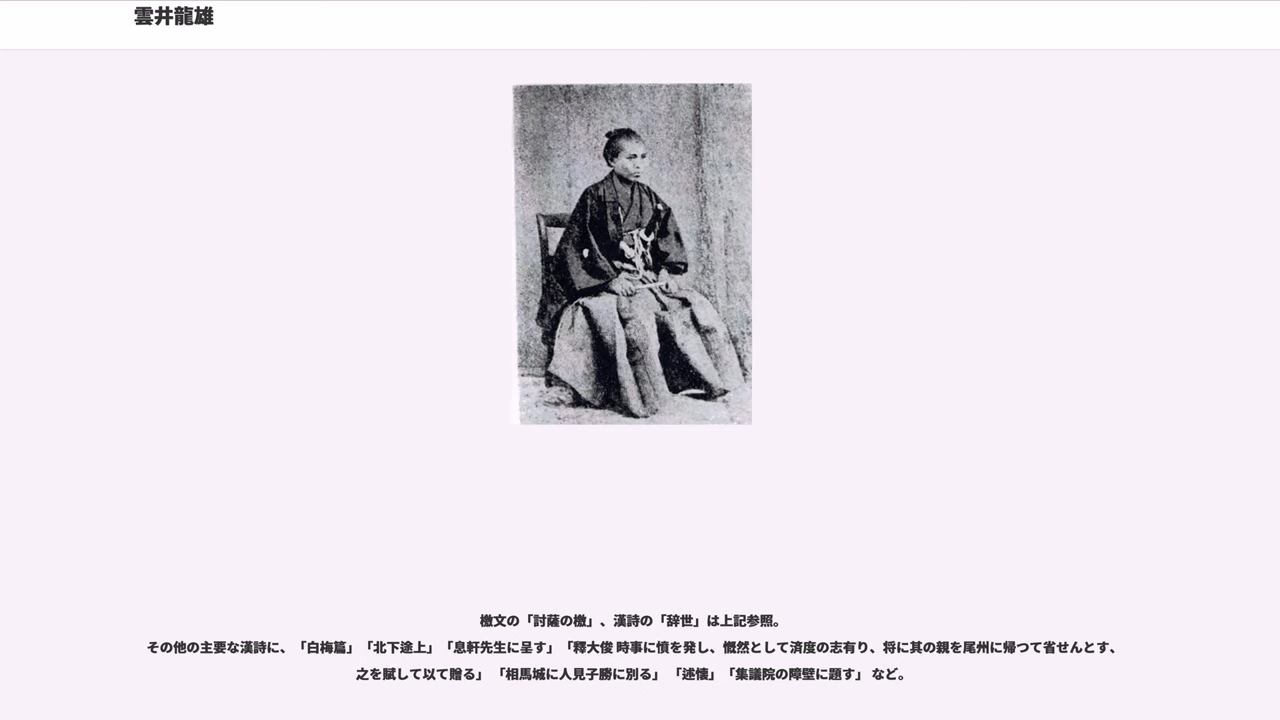 雲井龍雄
檄文の「討薩の檄」、漢詩の「辞世」は上記参照。
その他の主要な漢詩に、「白梅篇」「北下途上」「息軒先生に呈す」「釋大俊 時事に憤を発し、慨然として済度の志有り、将に其の親を尾州に帰つて省せんとす、
之を賦して以て贈る」 「相馬城に人見子勝に別る」 「述懐」「集議院の障壁に題す」 など。